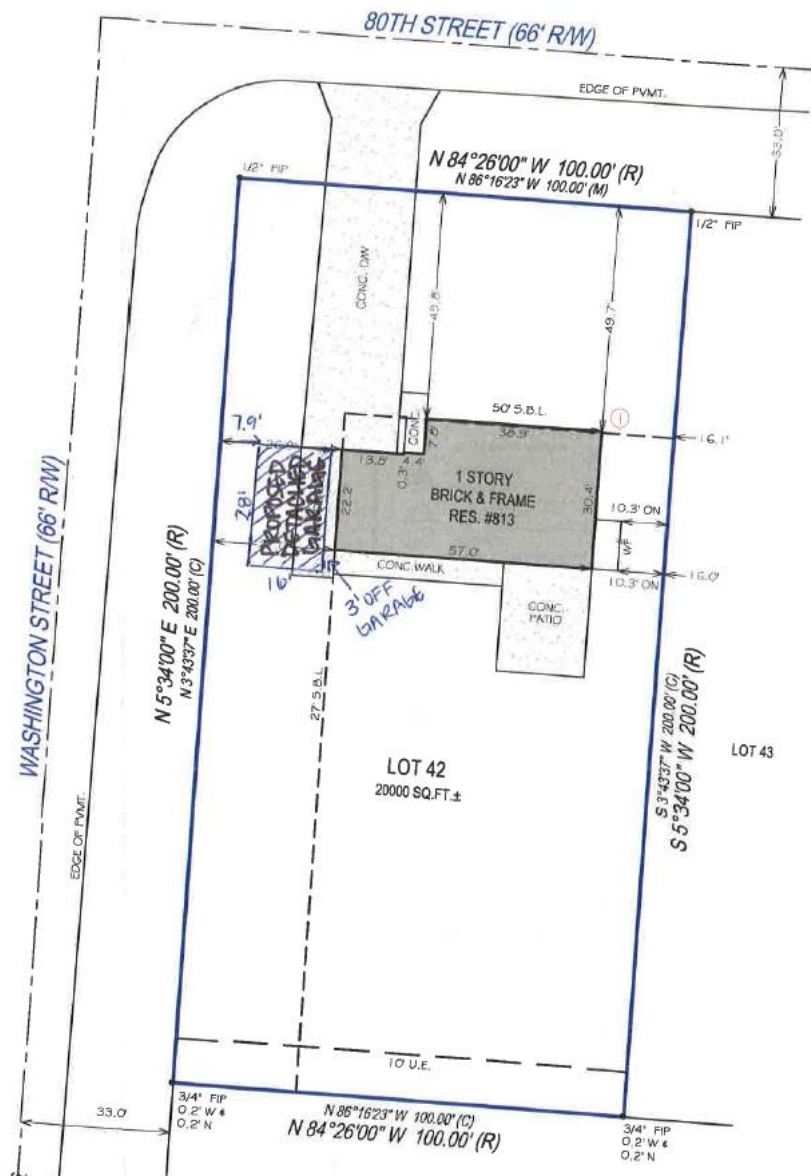 80TH STREET (66' R/W)
EDGE OF PVMT.
33.0'
N 84°26'00" W 100.00' (R)
N 86°16'23" W 100.00' (M)
1/2" FIP
1/2" FIP
CONC. D/W
49.8'
49.7'
50' S.B.L.
38.9'
1
16.1'
7.9'
CONC.
7.8'
13.8'
4.4'
0.3'
1 STORY
BRICK & FRAME
RES. #813
22.2'
30.4'
10.3' ON
WF
10.3' ON
16.0'
28'
PROPOSED
DETACHED
GARAGE
16'
3' OFF
GARAGE
57.0'
CONC. WALK
CONC.
PATIO
WASHINGTON STREET (66' R/W)
N 5°34'00" E 200.00' (R)
N 3°43'37" E 200.00' (C)
27' S.B.L.
LOT 42
20000 SQ.FT.±
S 3°43'37" W 200.00' (C)
S 5°34'00" W 200.00' (R)
LOT 43
EDGE OF PVMT.
10' U.E.
33.0'
3/4" FIP
0.2' W &
0.2' N
N 86°16'23" W 100.00' (C)
N 84°26'00" W 100.00' (R)
3/4" FIP
0.2' W &
0.2' N